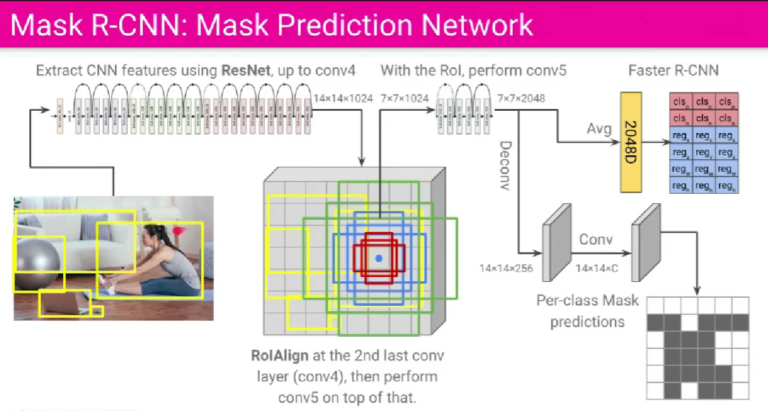 Mask R-CNN: Mask Prediction Network
Extract CNN features using ResNet, up to conv4
With the RoI, perform conv5
Faster R-CNN
14×14×1024
7×7×1024
7×7×2048
cls cls cls
cls cls cls
reg reg reg
reg reg reg
reg reg reg
reg reg reg
Avg
2048D
Deconv
Conv
14×14×256
14×14×C
Per-class Mask
predictions
RoIAlign at the 2nd last conv
layer (conv4), then perform
conv5 on top of that.